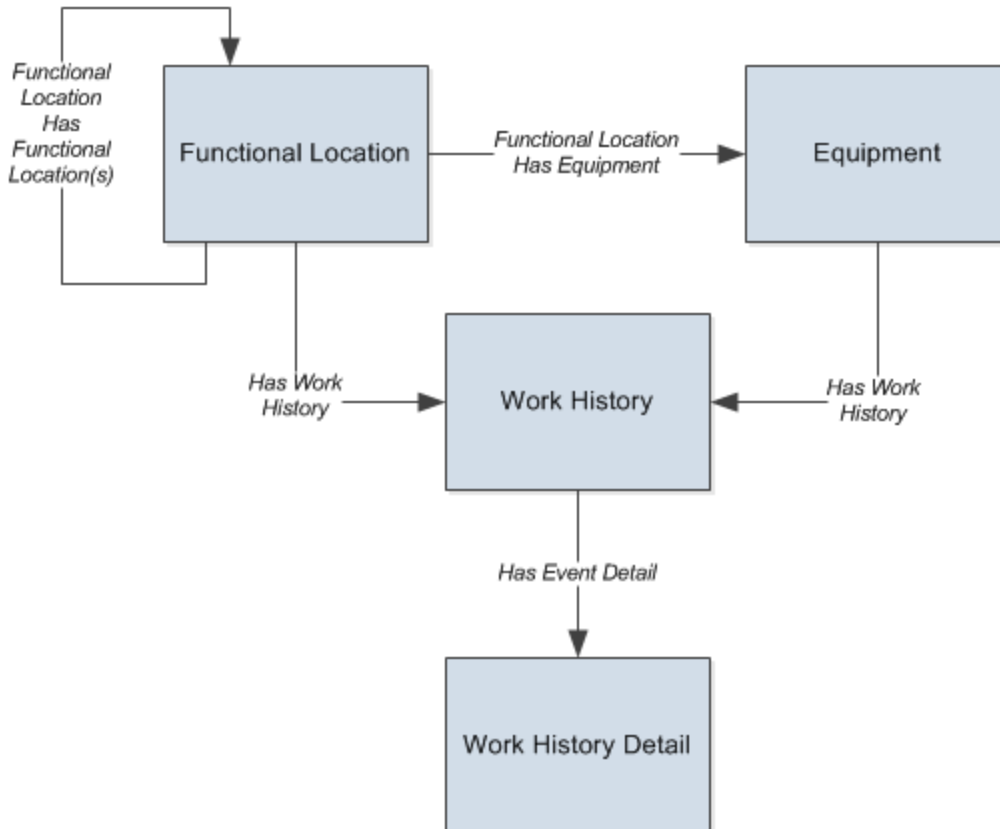 Functional
Location
Has
Functional
Location(s)
Functional Location
Functional Location
Has Equipment
Equipment
Has Work
History
Work History
Has Work
History
Has Event Detail
Work History Detail